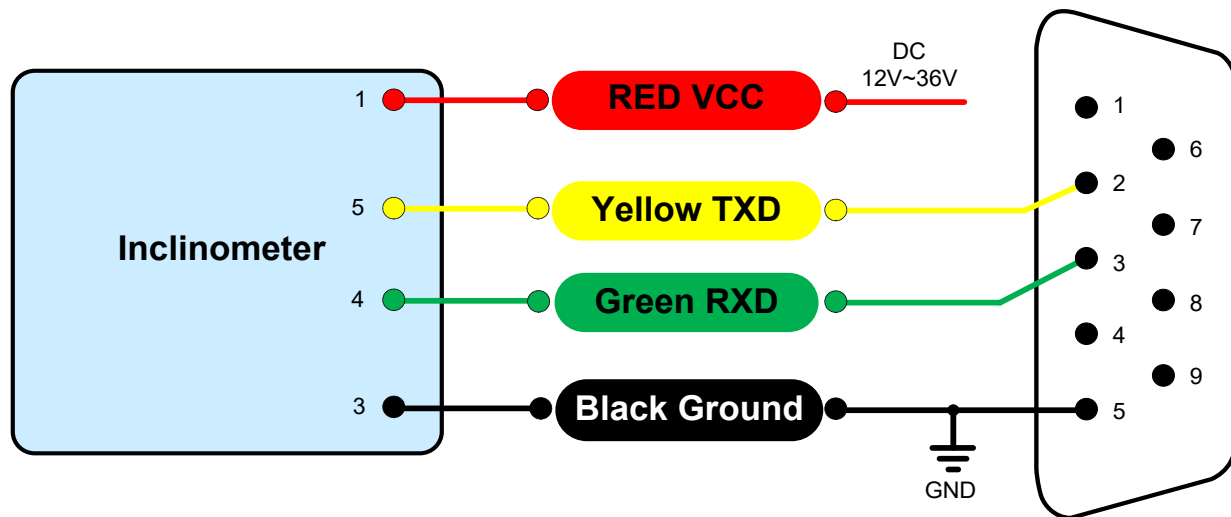 DC
12V~36V
1 RED VCC 1
6
5 Yellow TXD 2
7
Inclinometer
3
4 Green RXD 8
4
9
3 Black Ground 5
GND